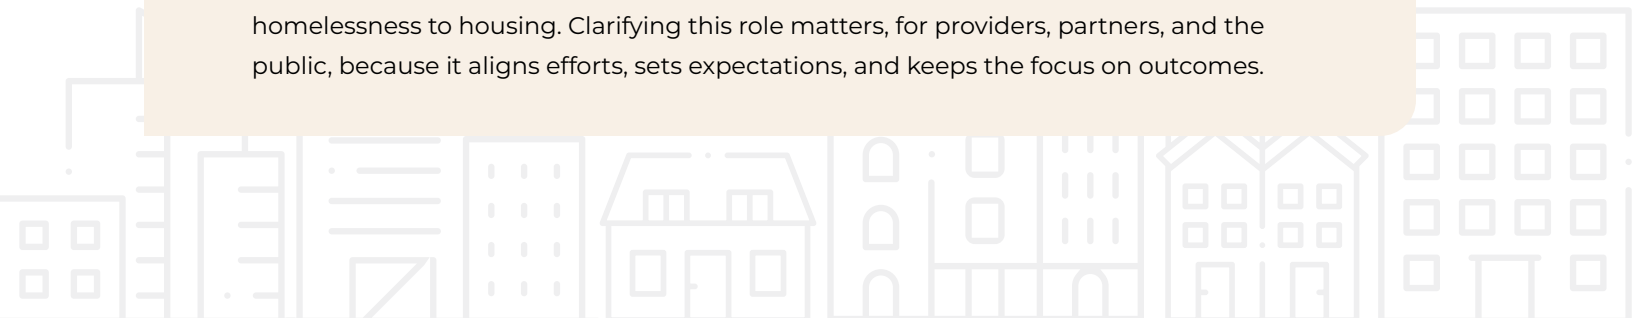 homelessness to housing. Clarifying this role matters, for providers, partners, and the
public, because it aligns efforts, sets expectations, and keeps the focus on outcomes.